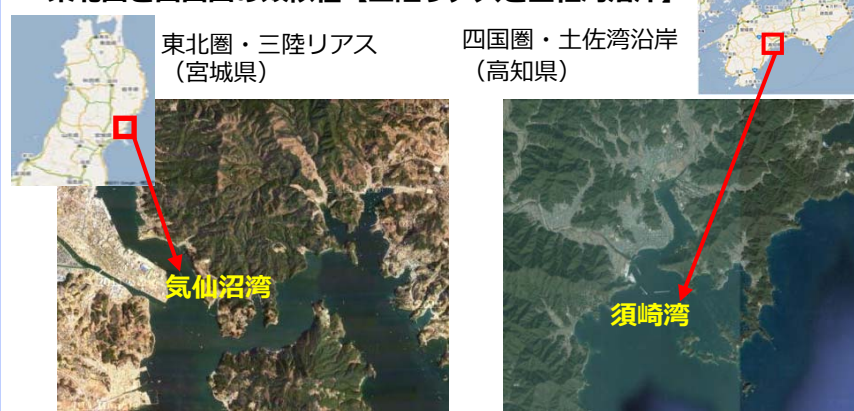 東北圏・三陸リアス
（宮城県）
四国圏・土佐湾沿岸
（高知県）
気仙沼湾
須崎湾